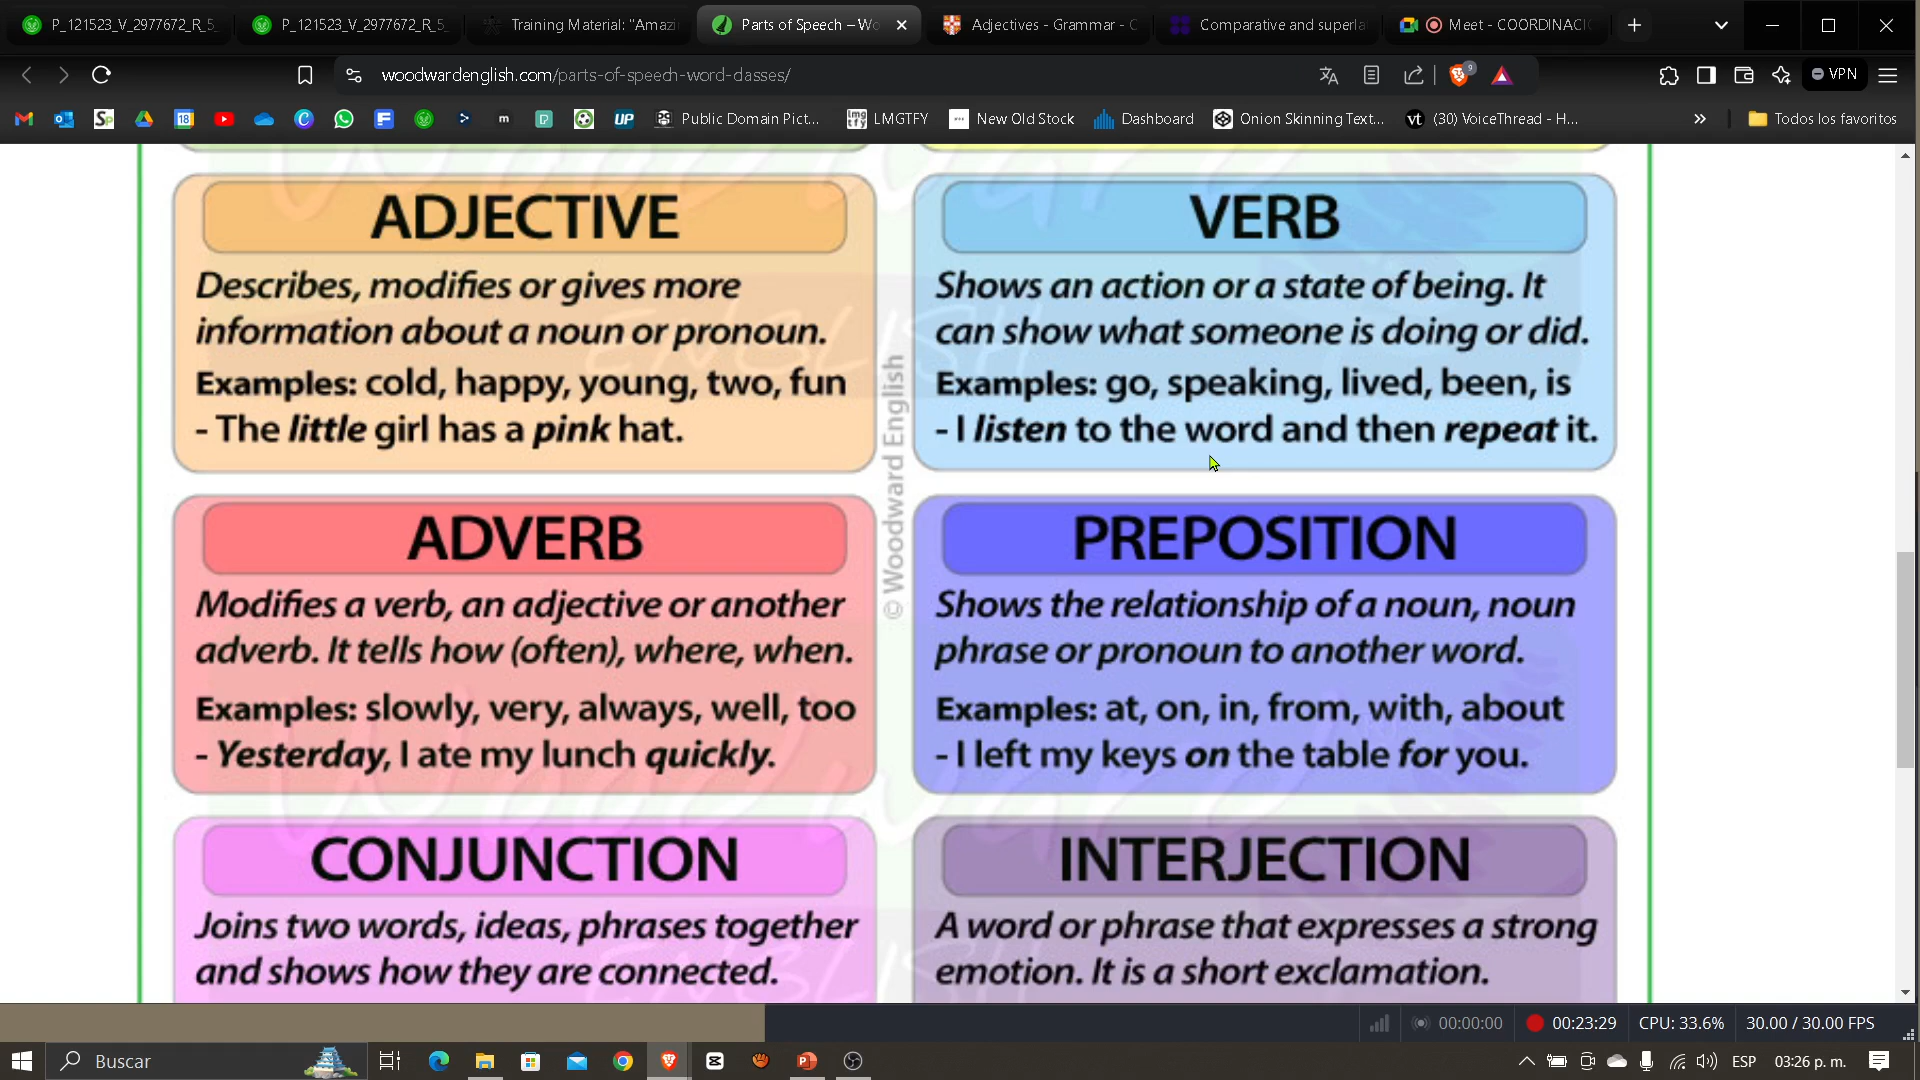 P_121523_V_2977672_R_5_
P_121523_V_2977672_R_5_
Training Material: "Amazi
Parts of Speech – Wo
Adjectives - Grammar - C
Comparative and superla
Meet - COORDINACI
woodwardenglish.com/parts-of-speech-word-classes/
9
VPN
18
UP
Public Domain Pict...
LMGTFY
New Old Stock
Dashboard
Onion Skinning Text...
(30) VoiceThread - H...
Todos los favoritos
ADJECTIVE
Describes, modifies or gives more
information about a noun or pronoun.
Examples: cold, happy, young, two, fun
- The little girl has a pink hat.
VERB
Shows an action or a state of being. It
can show what someone is doing or did.
Examples: go, speaking, lived, been, is
- I listen to the word and then repeat it.
© Woodward English
ADVERB
Modifies a verb, an adjective or another
adverb. It tells how (often), where, when.
Examples: slowly, very, always, well, too
- Yesterday, I ate my lunch quickly.
PREPOSITION
Shows the relationship of a noun, noun
phrase or pronoun to another word.
Examples: at, on, in, from, with, about
- I left my keys on the table for you.
CONJUNCTION
Joins two words, ideas, phrases together
and shows how they are connected.
INTERJECTION
A word or phrase that expresses a strong
emotion. It is a short exclamation.
00:00:00
00:23:29
CPU: 33.6%
30.00 / 30.00 FPS
Buscar
ESP
03:26 p. m.